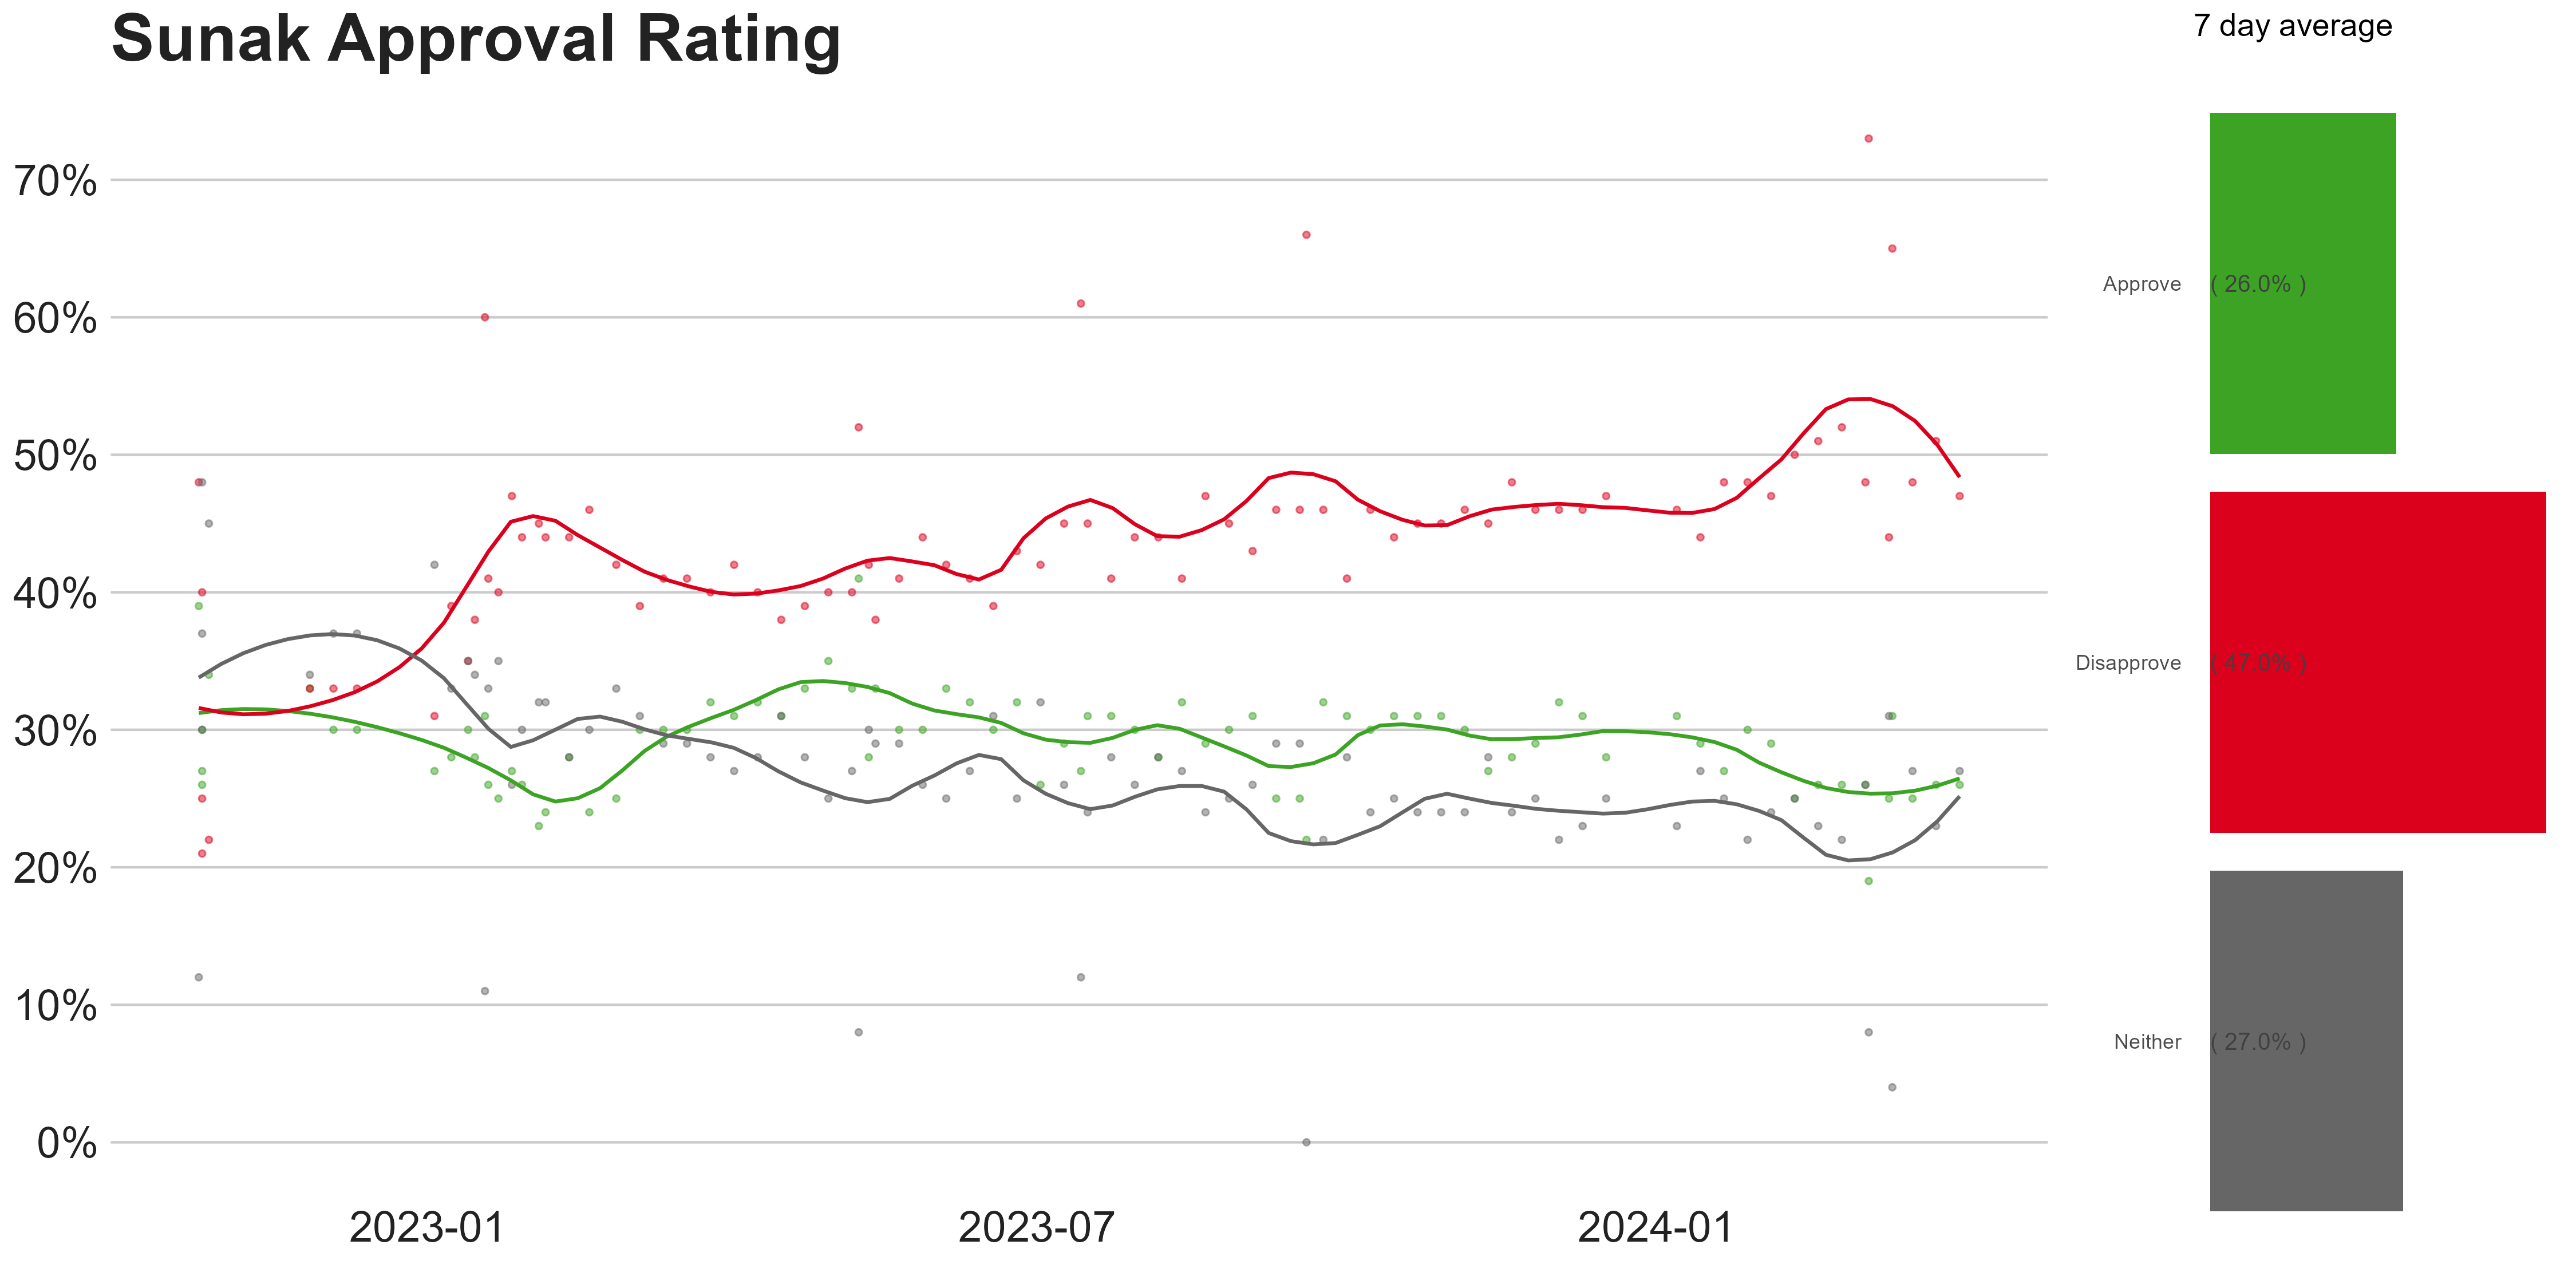 Sunak Approval Rating
7 day average
70%
60%
50%
40%
30%
20%
10%
0%
2023-01
2023-07
2024-01
Approve ( 26.0% )
Disapprove ( 47.0% )
Neither ( 27.0% )